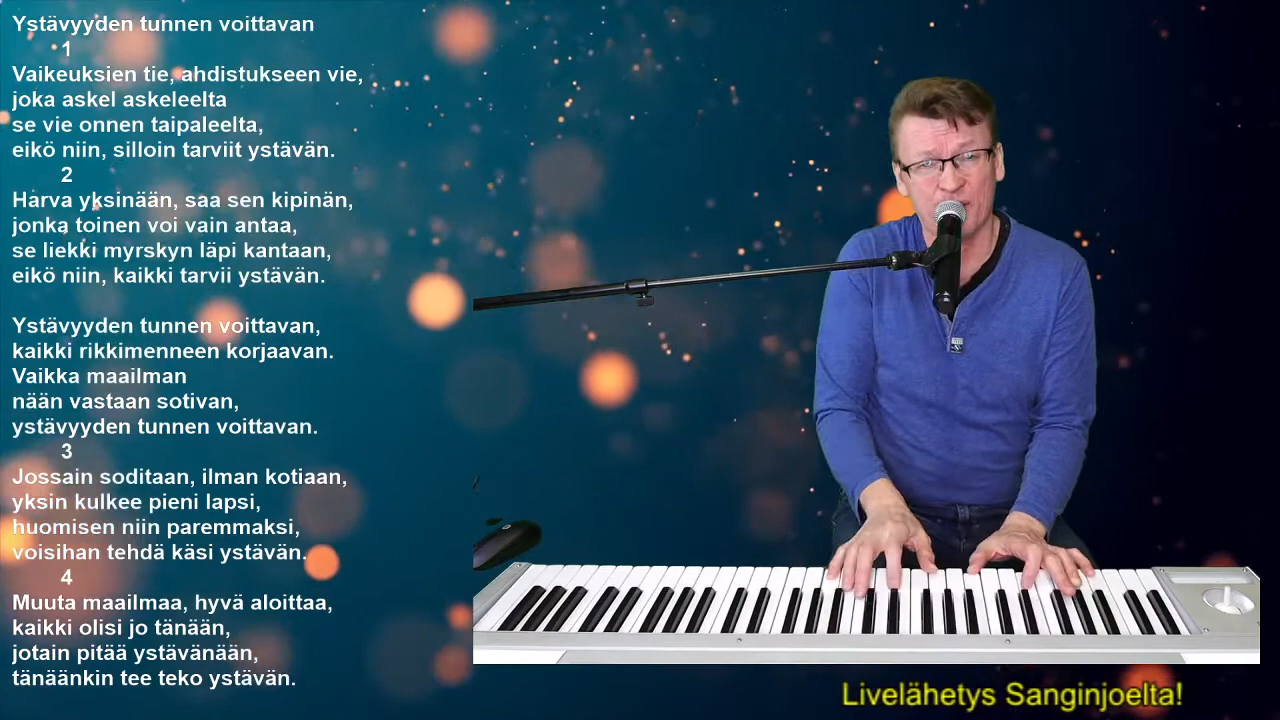 Ystävyyden tunnen voittavan
1
Vaikeuksien tie, ahdistukseen vie,
joka askel askeleelta
se vie onnen taipaleelta,
eikö niin, silloin tarviit ystävän.
2
Harva yksinään, saa sen kipinän,
jonka toinen voi vain antaa,
se liekki myrskyn läpi kantaan,
eikö niin, kaikki tarvii ystävän.
Ystävyyden tunnen voittavan,
kaikki rikkimenneen korjaavan.
Vaikka maailman
nään vastaan sotivan,
ystävyyden tunnen voittavan.
3
Jossain soditaan, ilman kotiaan,
yksin kulkee pieni lapsi,
huomisen niin paremmaksi,
voisihan tehdä käsi ystävän.
4
Muuta maailmaa, hyvä aloittaa,
kaikki olisi jo tänään,
jotain pitää ystävänään,
tänäänkin tee teko ystävän.
Livelähetys Sanginjoelta!